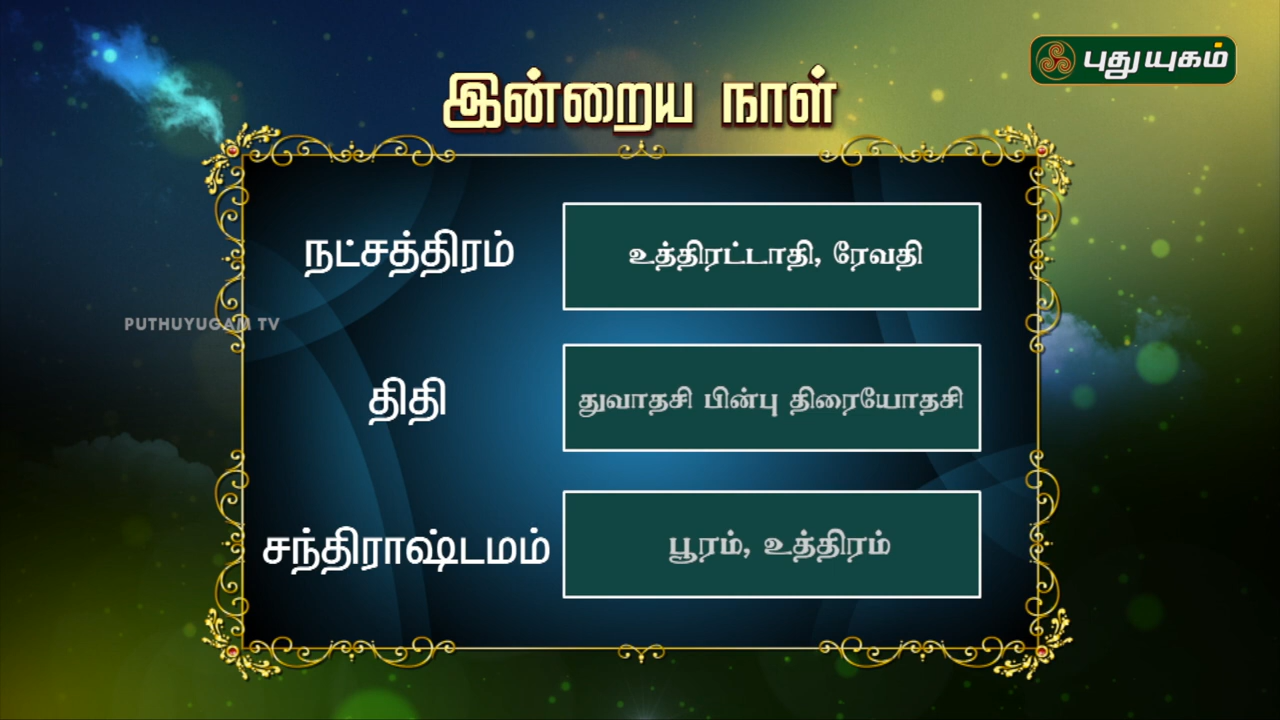 புதுயுகம்
இன்றைய நாள்
நட்சத்திரம்
உத்திரட்டாதி, ரேவதி
PUTHUYUGAM TV
திதி
துவாதசி பின்பு திரையோதசி
சந்திராஷ்டமம்
பூரம், உத்திரம்